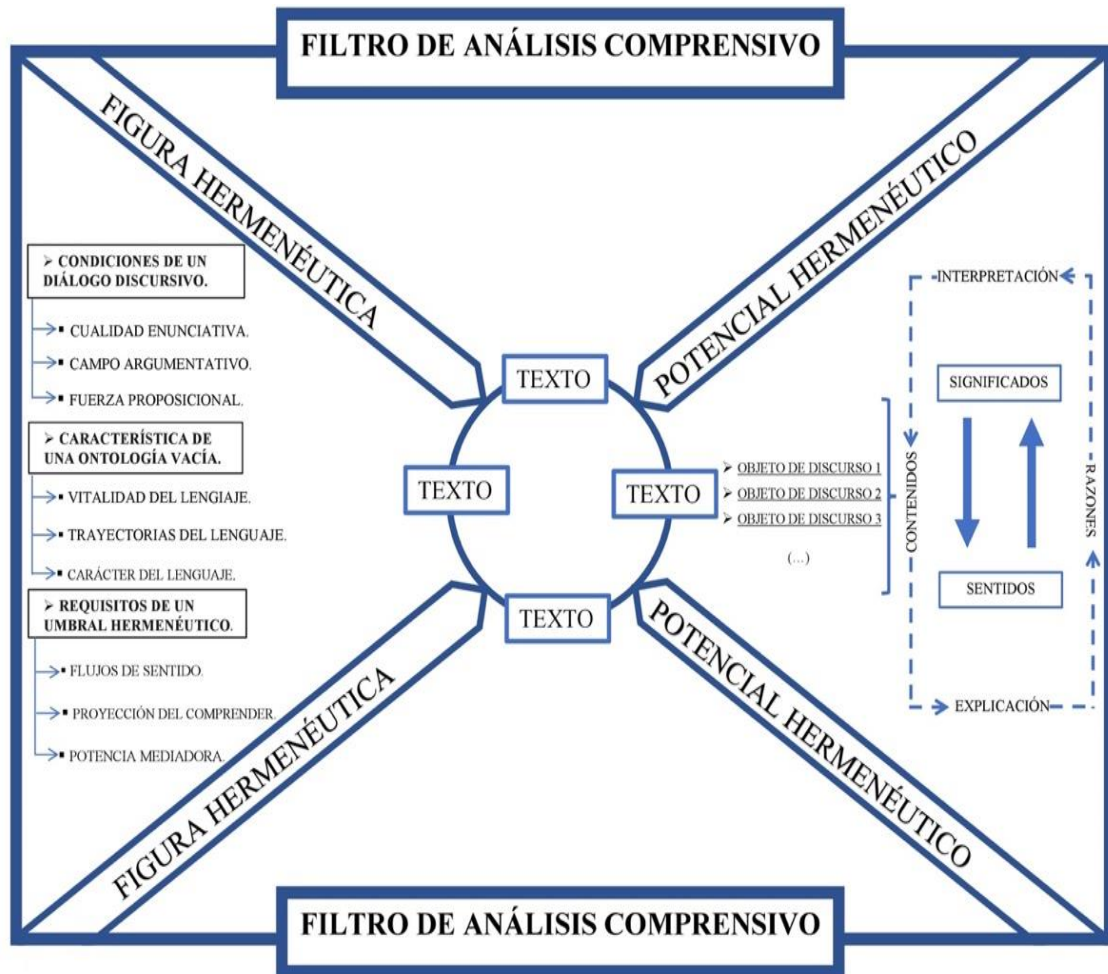 FILTRO DE ANÁLISIS COMPRENSIVO
FIGURA HERMENÉUTICA
POTENCIAL HERMENÉUTICO
➢ CONDICIONES DE UN
DIÁLOGO DISCURSIVO.
▪ CUALIDAD ENUNCIATIVA.
▪ CAMPO ARGUMENTATIVO.
▪ FUERZA PROPOSICIONAL.
➢ CARACTERÍSTICA DE
UNA ONTOLOGÍA VACÍA.
▪ VITALIDAD DEL LENGIAJE.
▪ TRAYECTORIAS DEL LENGUAJE.
▪ CARÁCTER DEL LENGUAJE.
➢ REQUISITOS DE UN
UMBRAL HERMENÉUTICO.
▪ FLUJOS DE SENTIDO.
▪ PROYECCIÓN DEL COMPRENDER.
▪ POTENCIA MEDIADORA.
TEXTO
TEXTO
TEXTO
TEXTO
➢ OBJETO DE DISCURSO 1
➢ OBJETO DE DISCURSO 2
➢ OBJETO DE DISCURSO 3
(...)
INTERPRETACIÓN
CONTENIDOS
SIGNIFICADOS
SENTIDOS
RAZONES
EXPLICACIÓN
FIGURA HERMENÉUTICA
POTENCIAL HERMENÉUTICO
FILTRO DE ANÁLISIS COMPRENSIVO